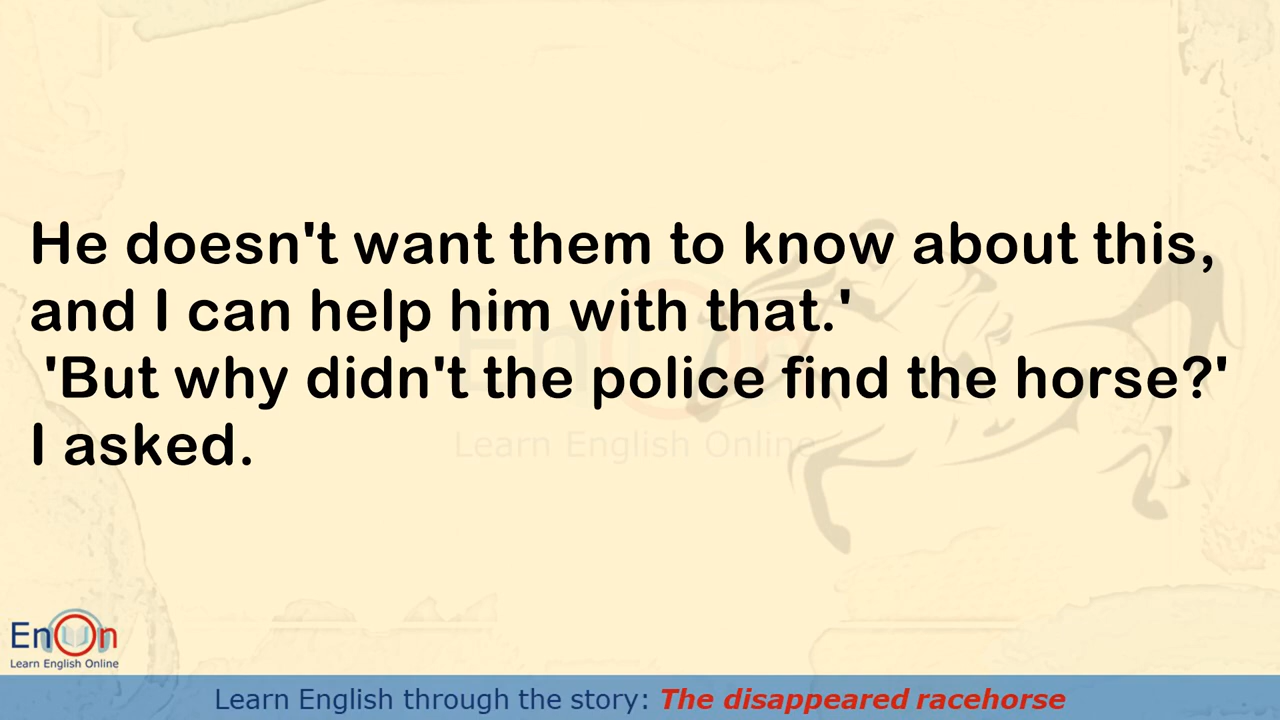 He doesn't want them to know about this,
and I can help him with that.'
'But why didn't the police find the horse?'
I asked.
Learn English Online
EnOn
Learn English Online
Learn English through the story: The disappeared racehorse